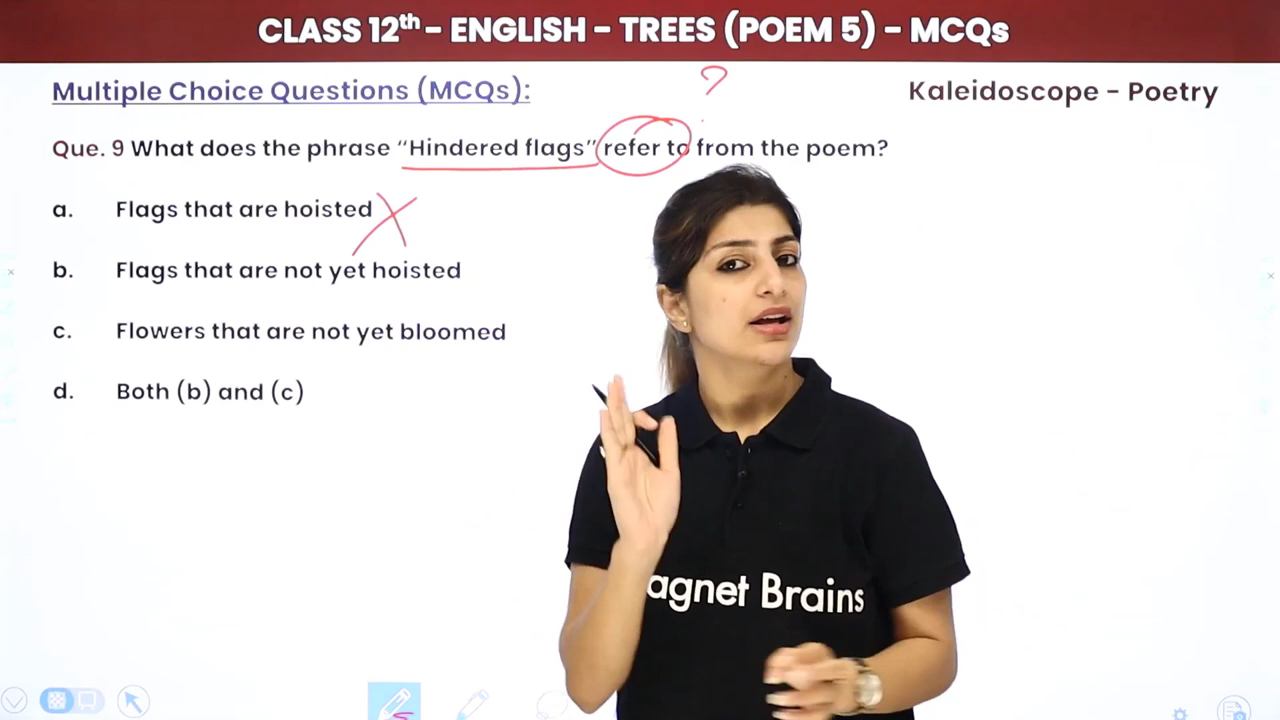 CLASS 12th – ENGLISH – TREES (POEM 5) – MCQs
Multiple Choice Questions (MCQs):
Kaleidoscope – Poetry
?
Que. 9 What does the phrase “Hindered flags” refer to from the poem?
a. Flags that are hoisted
b. Flags that are not yet hoisted
c. Flowers that are not yet bloomed
d. Both (b) and (c)
agnet Brains